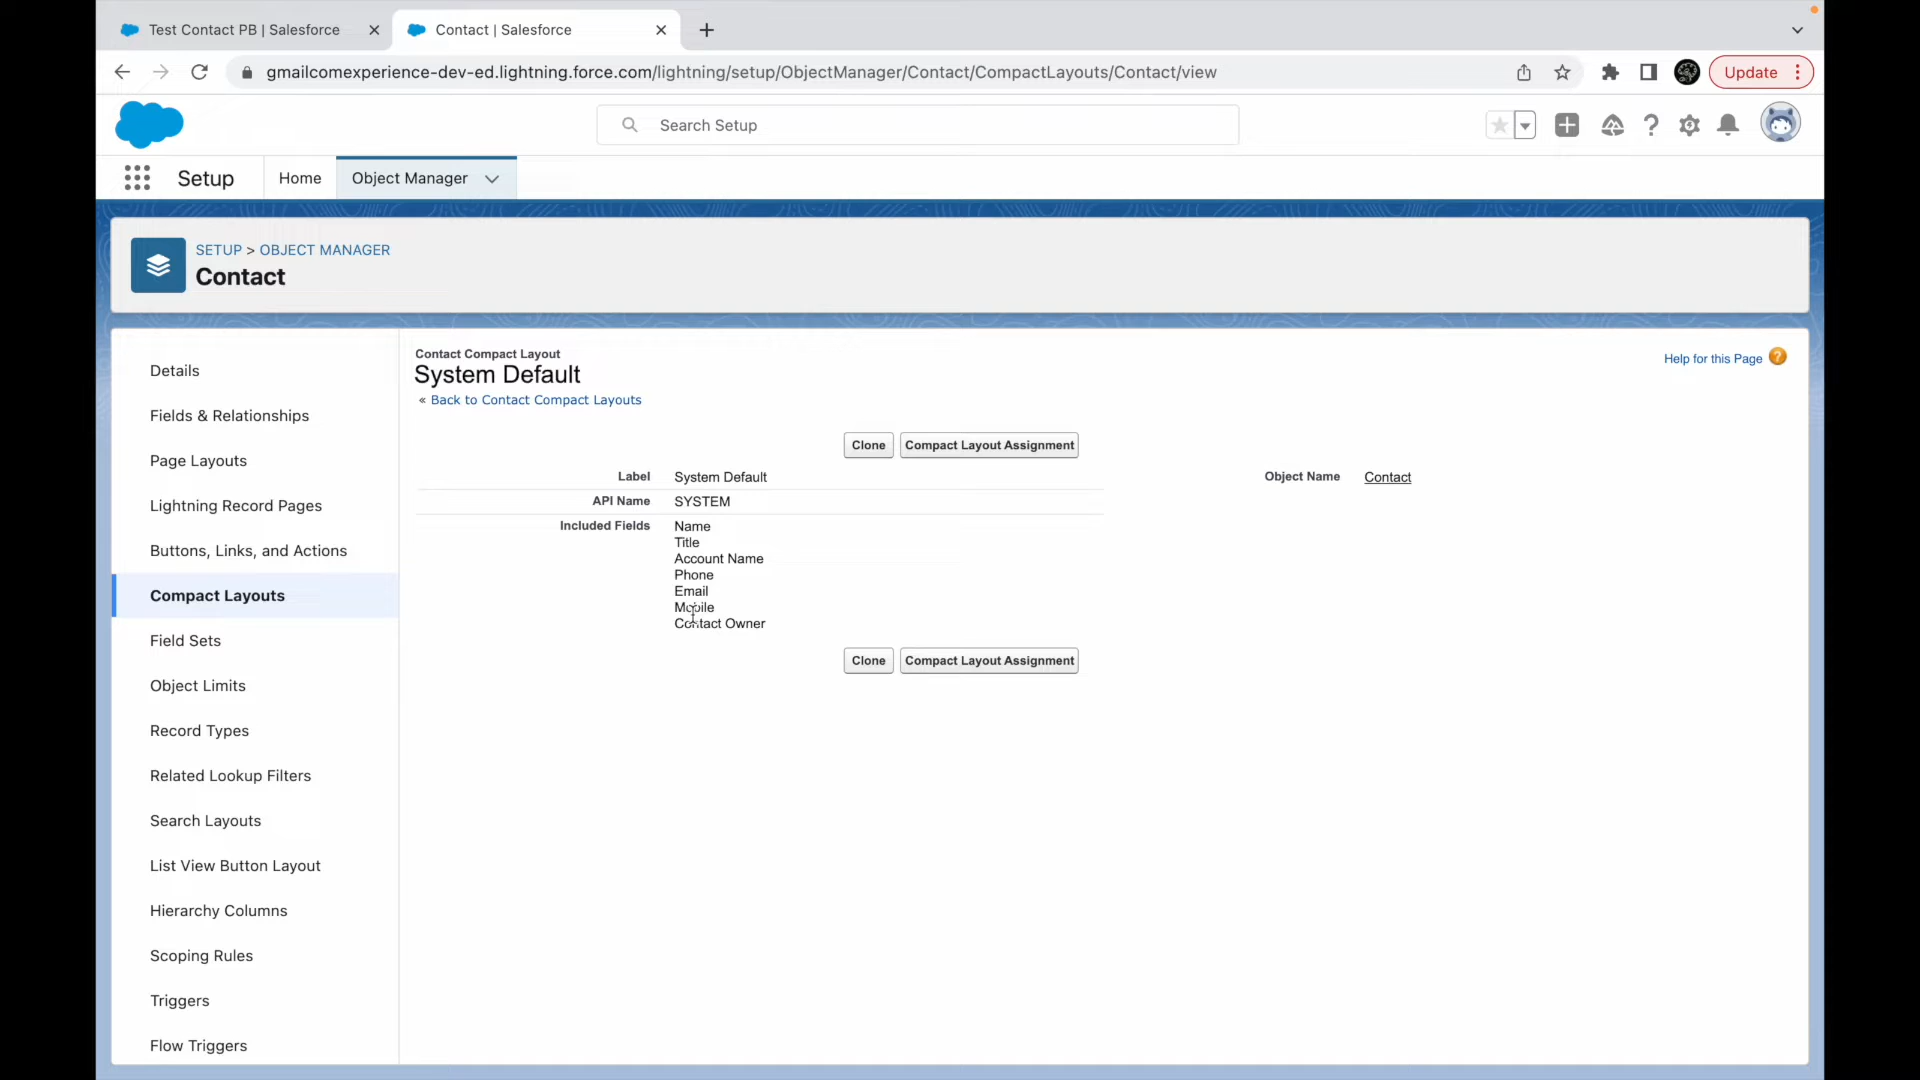 Test Contact PB | Salesforce
Contact | Salesforce
gmailcomexperience-dev-ed.lightning.force.com/lightning/setup/ObjectManager/Contact/CompactLayouts/Contact/view
Update
Search Setup
Setup
Home
Object Manager
SETUP > OBJECT MANAGER
Contact
Details
Fields & Relationships
Page Layouts
Lightning Record Pages
Buttons, Links, and Actions
Compact Layouts
Field Sets
Object Limits
Record Types
Related Lookup Filters
Search Layouts
List View Button Layout
Hierarchy Columns
Scoping Rules
Triggers
Flow Triggers
Contact Compact Layout
System Default
« Back to Contact Compact Layouts
Help for this Page ?
Clone Compact Layout Assignment
Label System Default
Object Name Contact
API Name SYSTEM
Included Fields Name
Title
Account Name
Phone
Email
Mobile
Contact Owner
Clone Compact Layout Assignment